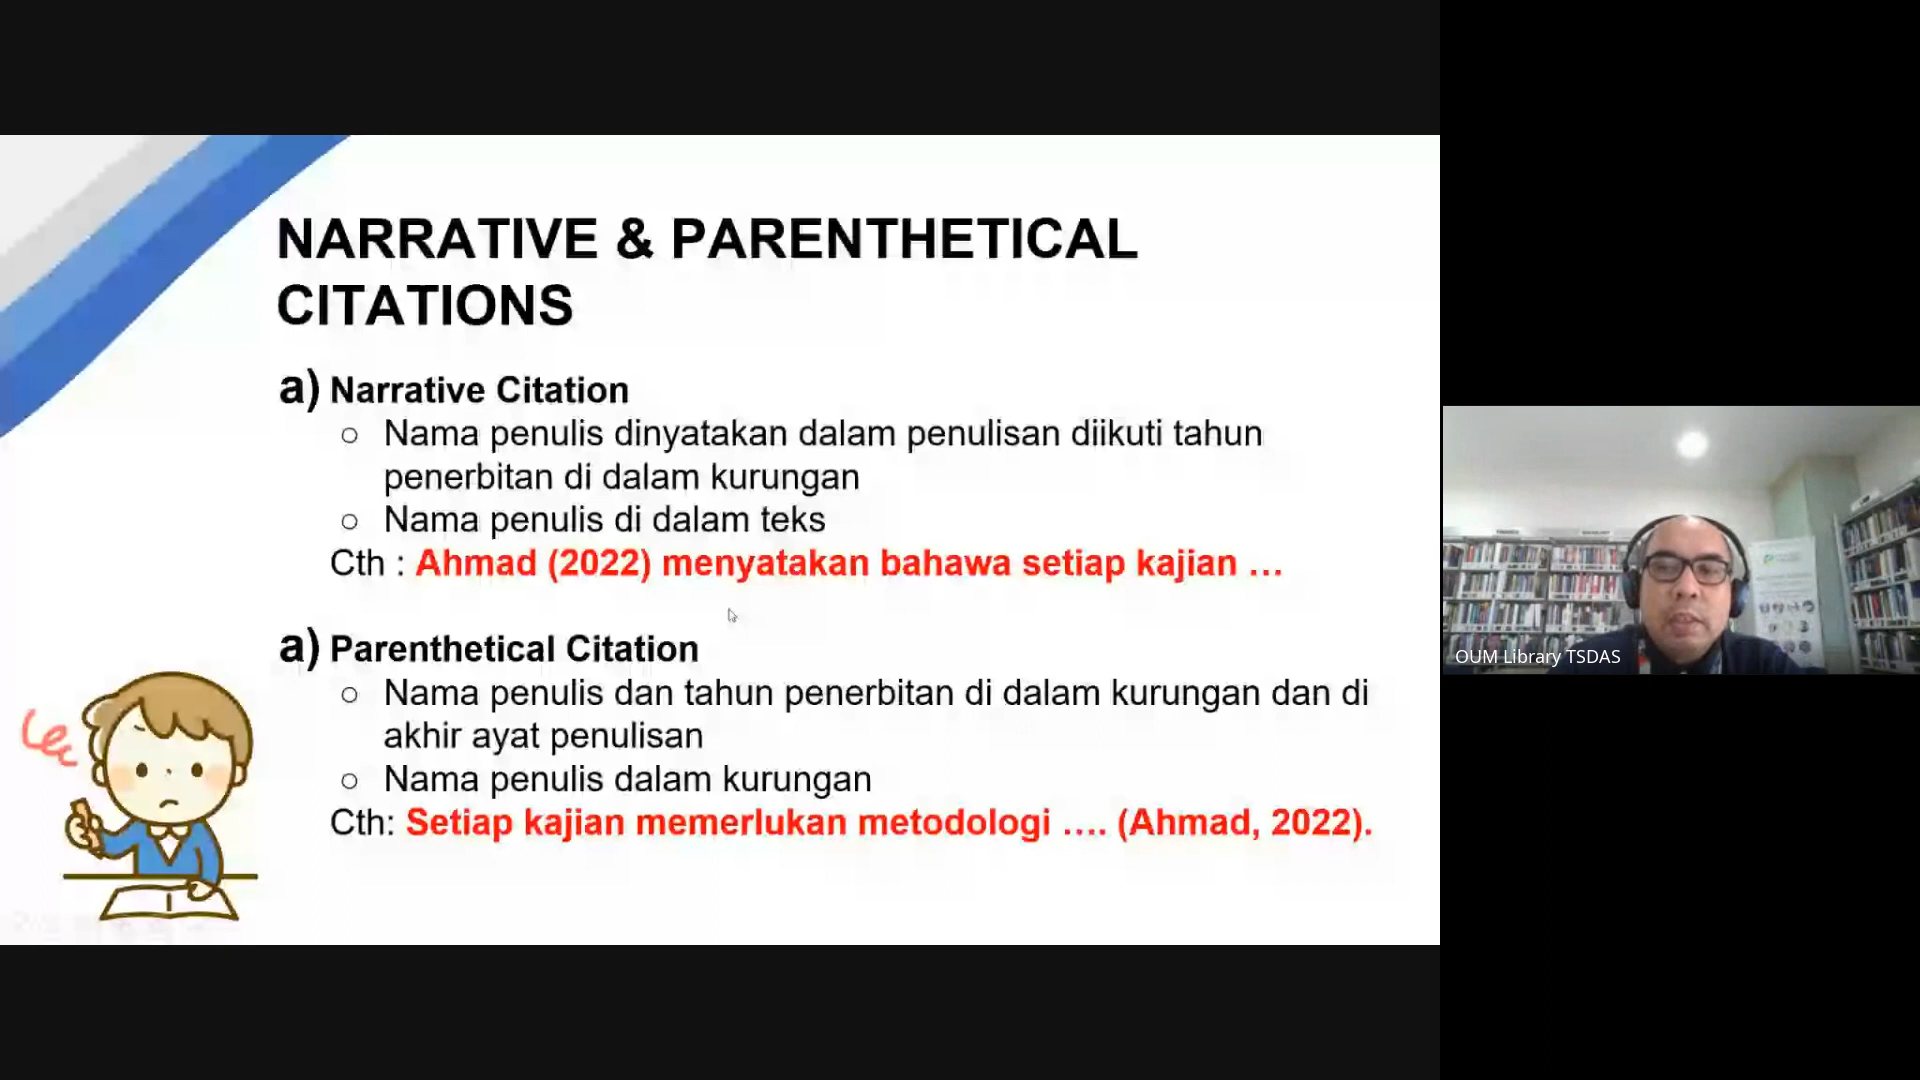 NARRATIVE & PARENTHETICAL
CITATIONS
a) Narrative Citation
○ Nama penulis dinyatakan dalam penulisan diikuti tahun
penerbitan di dalam kurungan
○ Nama penulis di dalam teks
Cth : Ahmad (2022) menyatakan bahawa setiap kajian …
a) Parenthetical Citation
○ Nama penulis dan tahun penerbitan di dalam kurungan dan di
akhir ayat penulisan
○ Nama penulis dalam kurungan
Cth: Setiap kajian memerlukan metodologi …. (Ahmad, 2022).
OUM Library TSDAS